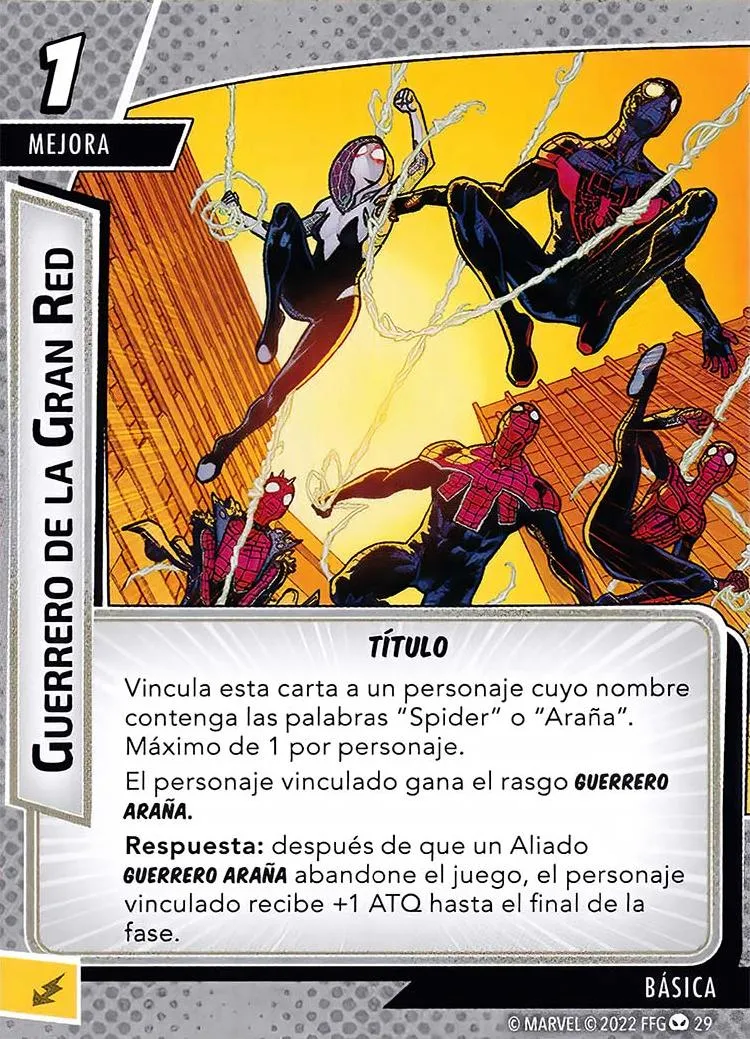 1
MEJORA
GUERRERO DE LA GRAN RED
TÍTULO
Vincula esta carta a un personaje cuyo nombre
contenga las palabras “Spider” o “Araña”.
Máximo de 1 por personaje.
El personaje vinculado gana el rasgo GUERRERO
ARAÑA.
Respuesta: después de que un Aliado
GUERRERO ARAÑA abandone el juego, el personaje
vinculado recibe +1 ATQ hasta el final de la
fase.
BÁSICA
© MARVEL © 2022 FFG 29